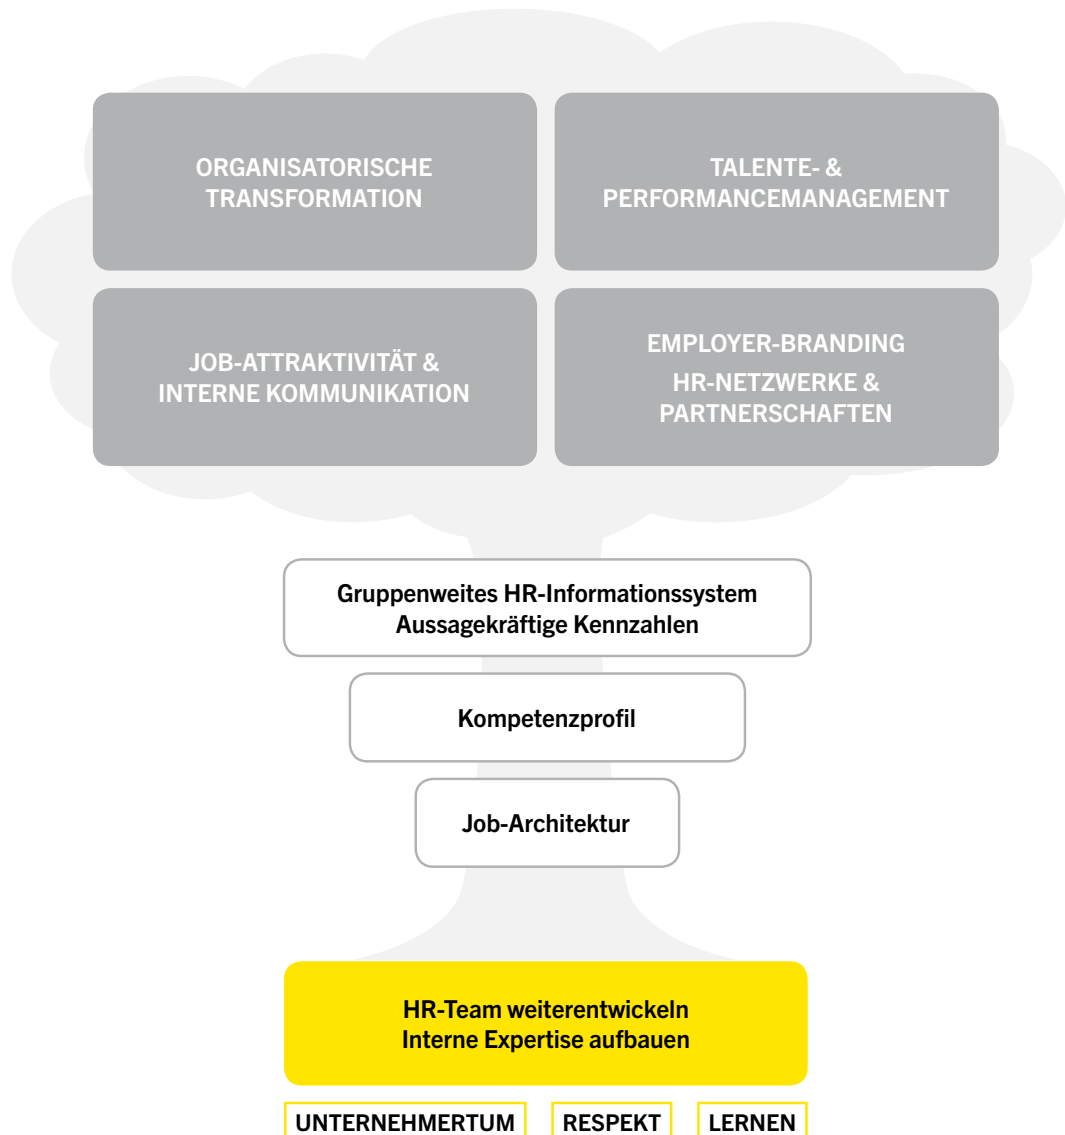 ORGANISATORISCHE
TRANSFORMATION
TALENTE- &
PERFORMANCEMANAGEMENT
JOB-ATTRAKTIVITÄT &
INTERNE KOMMUNIKATION
EMPLOYER-BRANDING
HR-NETZWERKE &
PARTNERSCHAFTEN
Gruppenweites HR-Informationssystem
Aussagekräftige Kennzahlen
Kompetenzprofil
Job-Architektur
HR-Team weiterentwickeln
Interne Expertise aufbauen
UNTERNEHMERTUM
RESPEKT
LERNEN